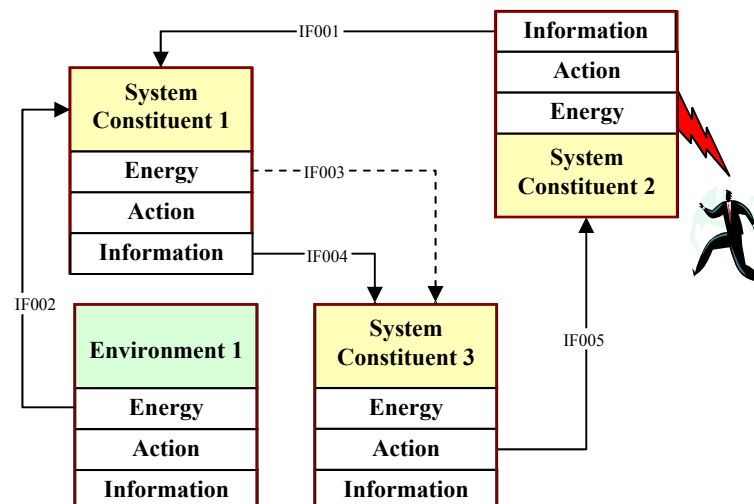 IF001
Information
Action
Energy
System
Constituent 2
System
Constituent 1
Energy
Action
Information
IF003
IF004
IF002
IF005
Environment 1
Energy
Action
Information
System
Constituent 3
Energy
Action
Information